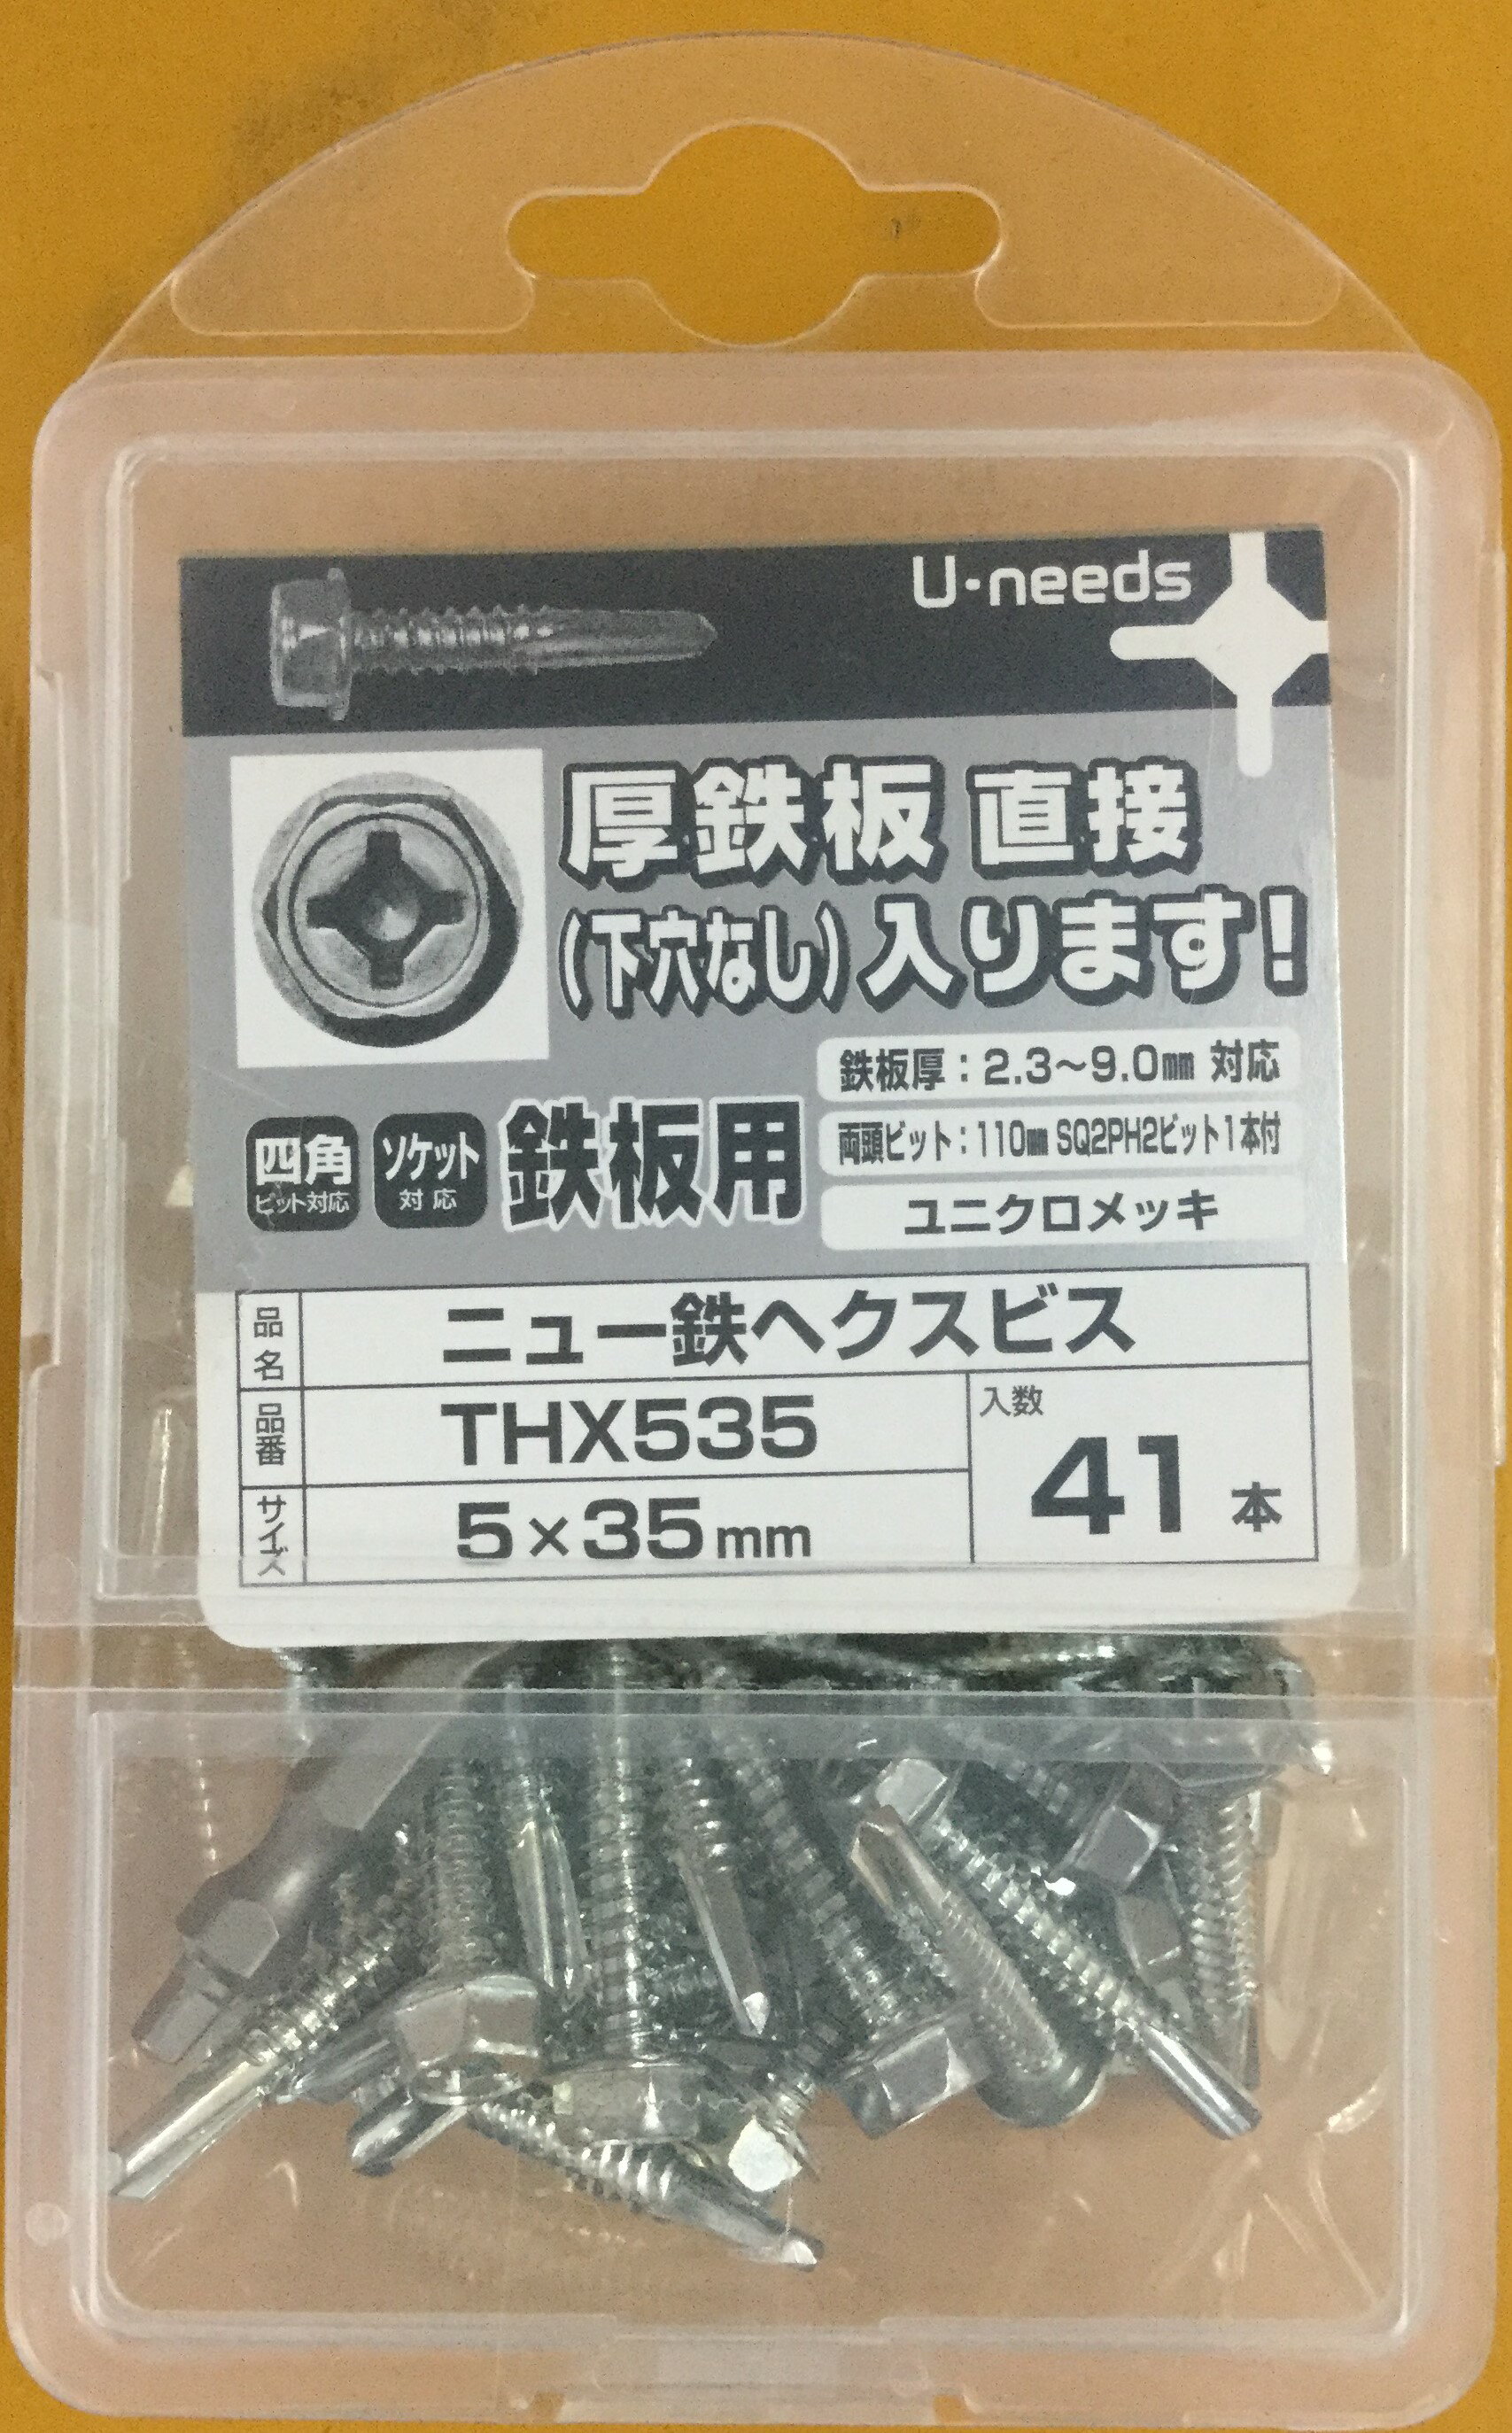 U·needs
厚鉄板 直接
(下穴なし)入ります!
鉄板厚：2.3〜9.0㎜ 対応
両頭ビット：110㎜ SQ2PH2ビット1本付
ユニクロメッキ
四角
ビット対応
ソケット
対応
鉄板用
品名
ニュー鉄ヘクスビス
品番
THX535
サイズ
5×35mm
入数
41本